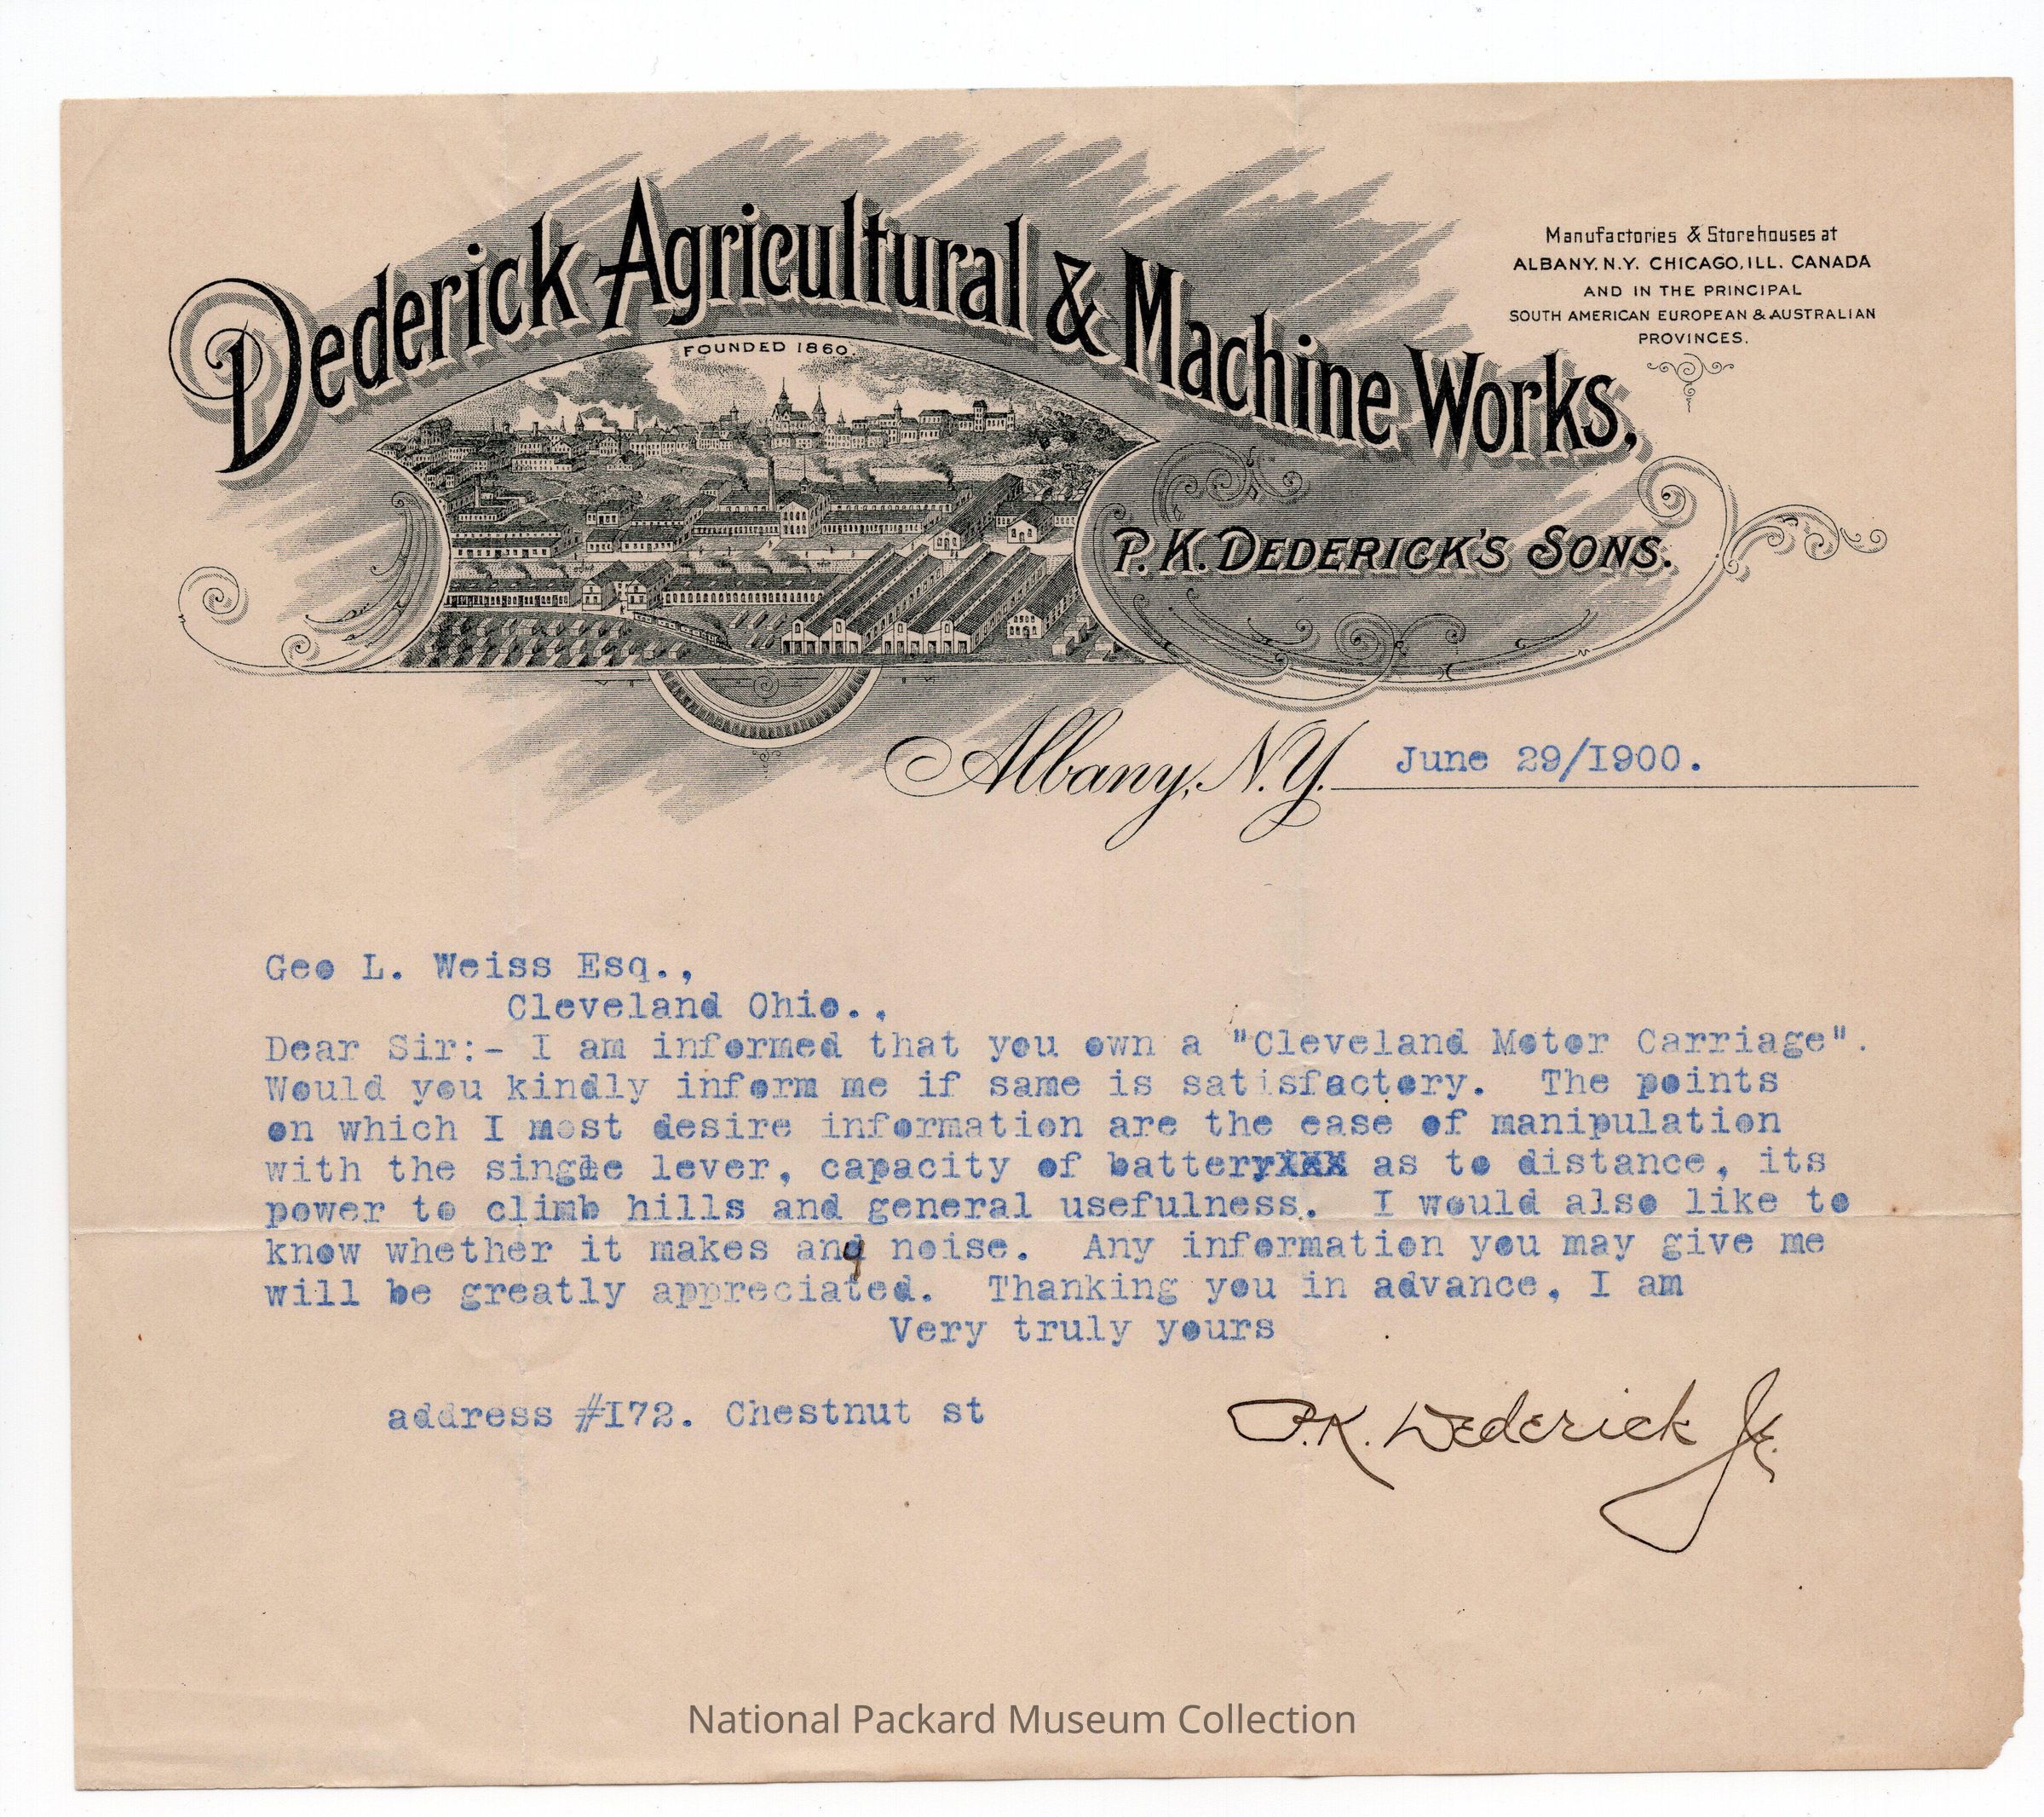 Dederick Agricultural & Machine Works.
FOUNDED 1860.
Manufactories & Storehouses at
ALBANY, N.Y. CHICAGO, ILL. CANADA
AND IN THE PRINCIPAL
SOUTH AMERICAN EUROPEAN & AUSTRALIAN
PROVINCES.
P. K. DEDERICK'S SONS.
Albany, N.Y. June 29/1900.
Geo L. Weiss Esq.,
Cleveland Ohio.,
Dear Sir:- I am informed that you own a "Cleveland Motor Carriage".
Would you kindly inform me if same is satisfactory. The points
on which I most desire information are the ease of manipulation
with the single lever, capacity of batteryXXX as to distance, its
power to climb hills and general usefulness. I would also like to
know whether it makes any noise. Any information you may give me
will be greatly appreciated. Thanking you in advance, I am
Very truly yours
address #172. Chestnut st
P.K. Dederick Jr.
National Packard Museum Collection